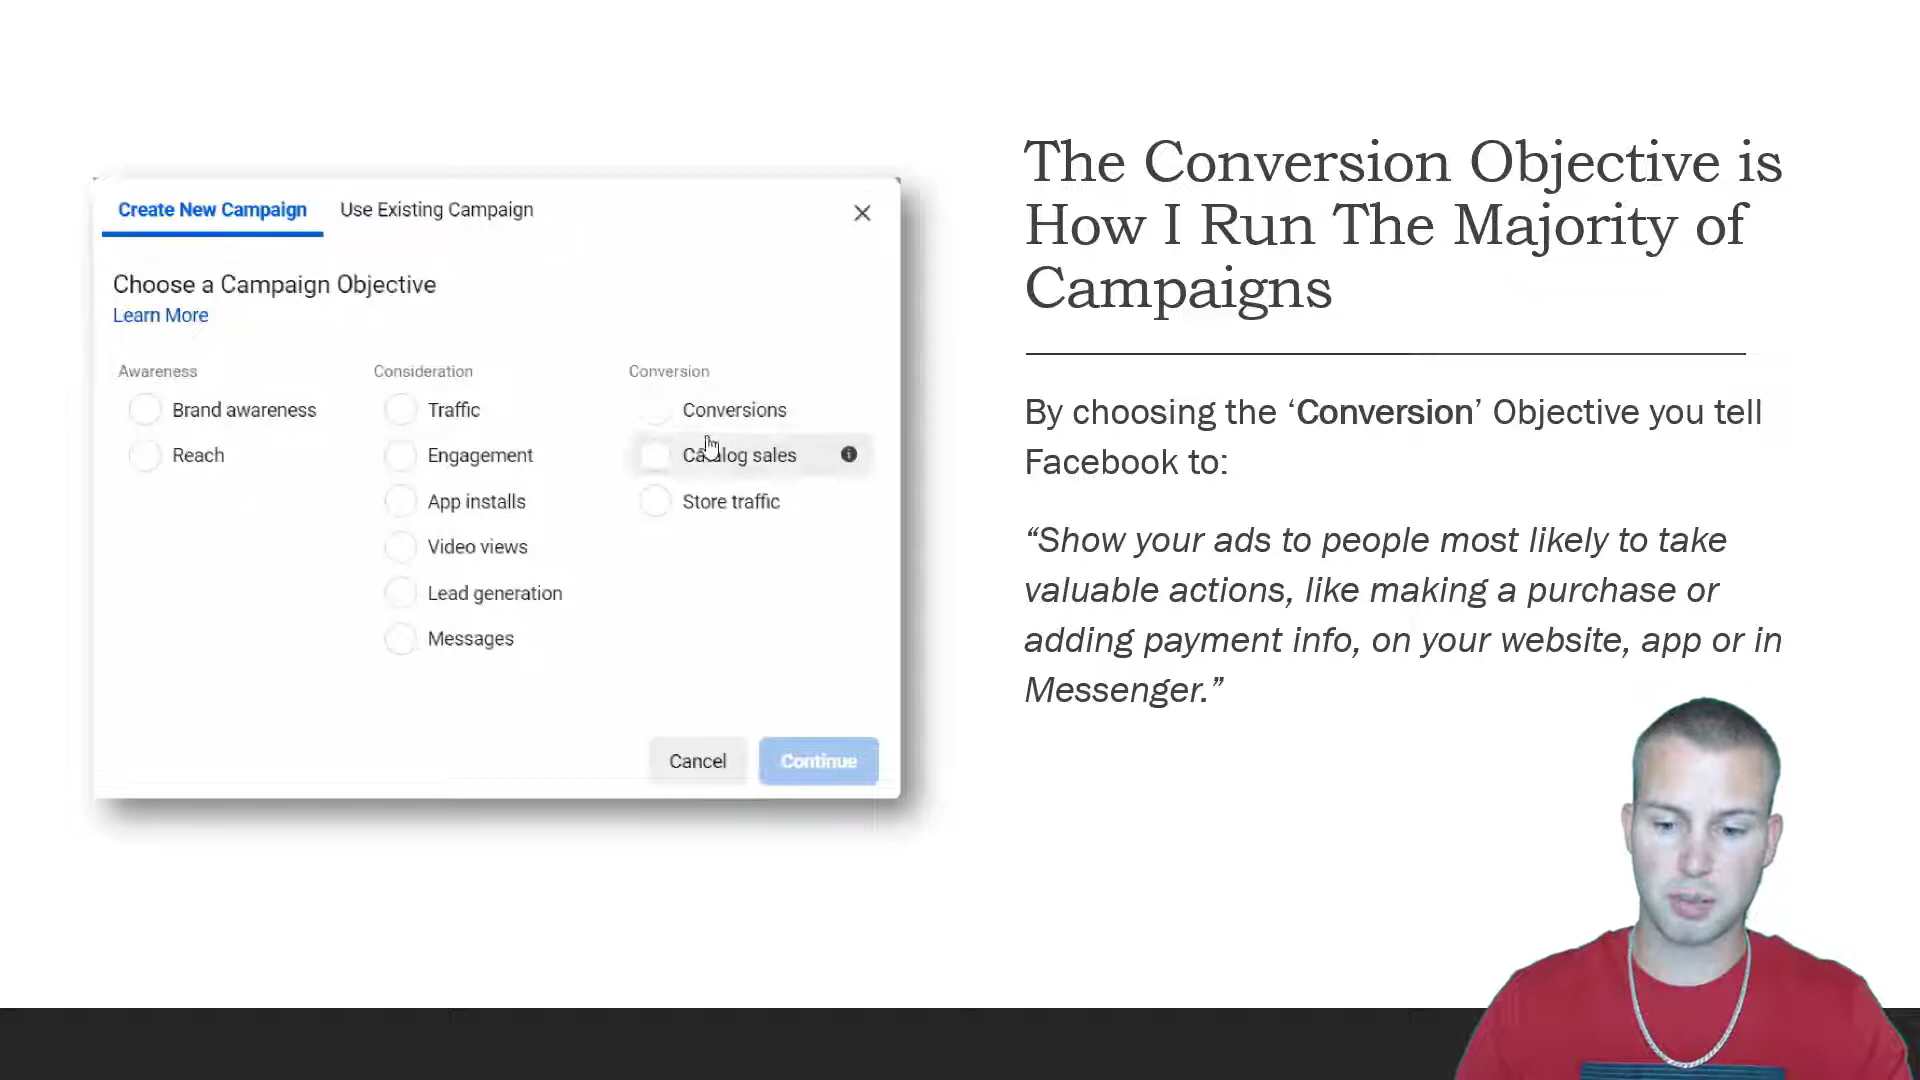 Create New Campaign
Use Existing Campaign
Choose a Campaign Objective
Learn More
Awareness
Brand awareness
Reach
Consideration
Traffic
Engagement
App installs
Video views
Lead generation
Messages
Conversion
Conversions
Catalog sales
Store traffic
Cancel
Continue
The Conversion Objective is
How I Run The Majority of
Campaigns
By choosing the ‘Conversion’ Objective you tell
Facebook to:
“Show your ads to people most likely to take
valuable actions, like making a purchase or
adding payment info, on your website, app or in
Messenger.”